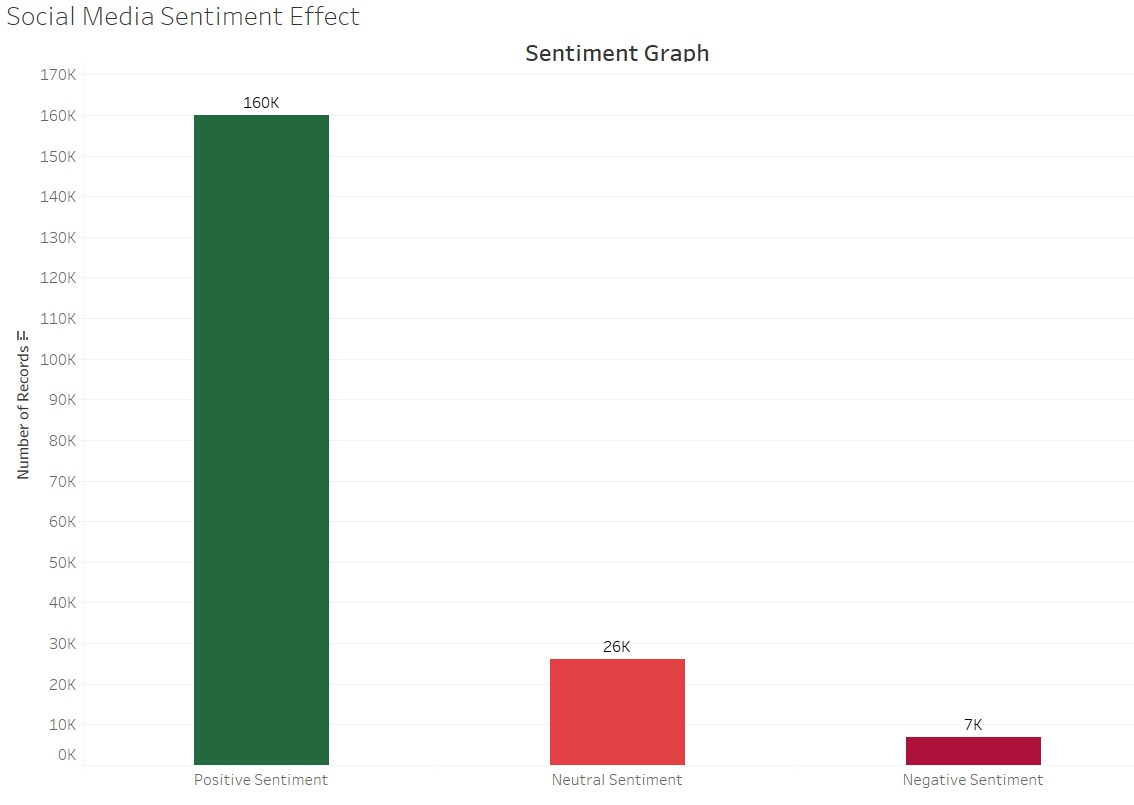 Social Media Sentiment Effect
Sentiment Graph
170K
160K
160K
150K
140K
130K
120K
110K
100K
90K
80K
70K
60K
50K
40K
30K
20K
10K
0K
Number of Records
26K
7K
Positive Sentiment
Neutral Sentiment
Negative Sentiment